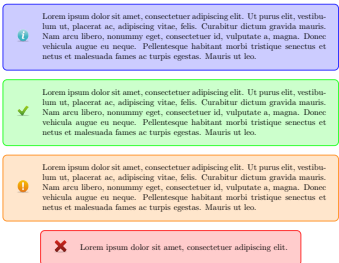 Lorem ipsum dolor sit amet, consectetuer adipiscing elit. Ut purus elit, vestibu-
lum ut, placerat ac, adipiscing vitae, felis. Curabitur dictum gravida mauris.
Nam arcu libero, nonummy eget, consectetuer id, vulputate a, magna. Donec
vehicula augue eu neque. Pellentesque habitant morbi tristique senectus et
netus et malesuada fames ac turpis egestas. Mauris ut leo.
Lorem ipsum dolor sit amet, consectetuer adipiscing elit. Ut purus elit, vestibu-
lum ut, placerat ac, adipiscing vitae, felis. Curabitur dictum gravida mauris.
Nam arcu libero, nonummy eget, consectetuer id, vulputate a, magna. Donec
vehicula augue eu neque. Pellentesque habitant morbi tristique senectus et
netus et malesuada fames ac turpis egestas. Mauris ut leo.
Lorem ipsum dolor sit amet, consectetuer adipiscing elit. Ut purus elit, vestibu-
lum ut, placerat ac, adipiscing vitae, felis. Curabitur dictum gravida mauris.
Nam arcu libero, nonummy eget, consectetuer id, vulputate a, magna. Donec
vehicula augue eu neque. Pellentesque habitant morbi tristique senectus et
netus et malesuada fames ac turpis egestas. Mauris ut leo.
Lorem ipsum dolor sit amet, consectetuer adipiscing elit.